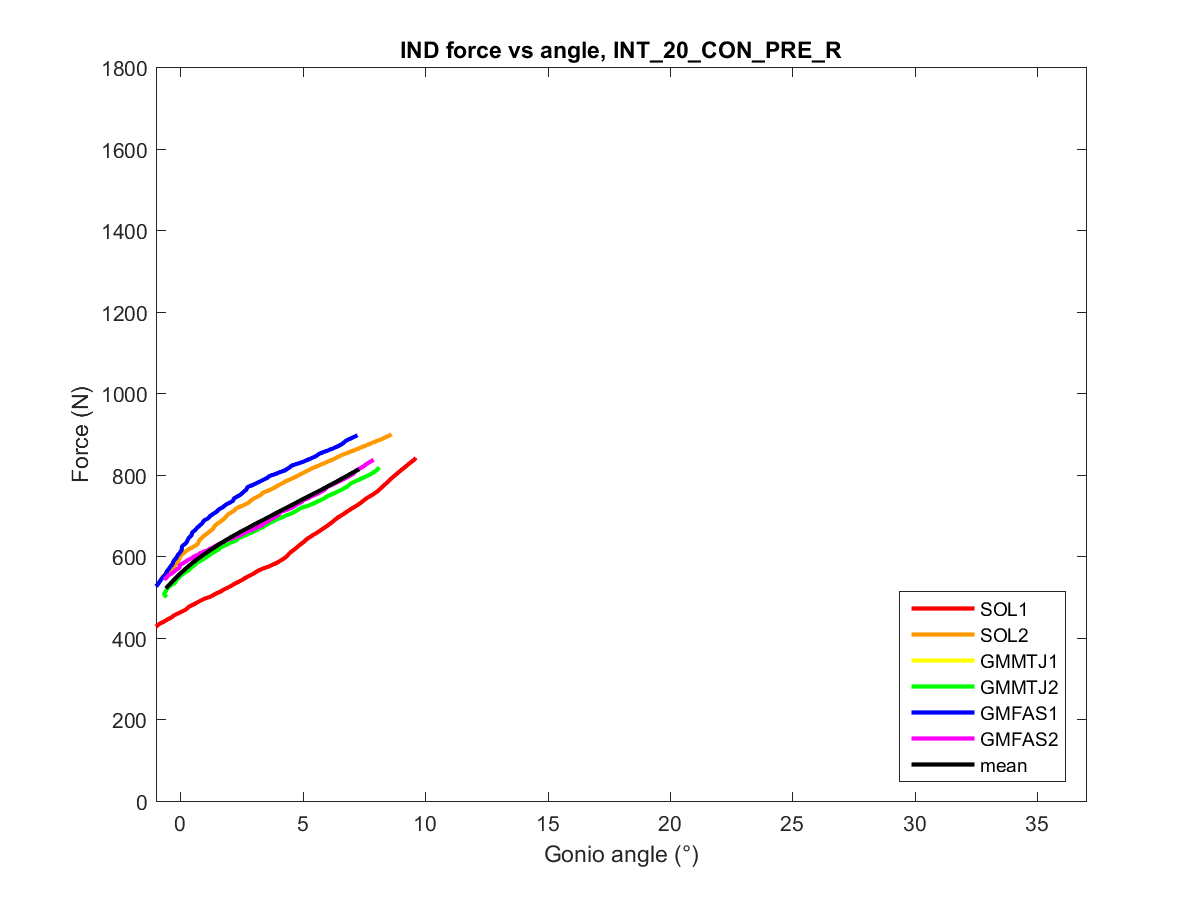 IND force vs angle, INT_20_CON_PRE_R
1800
1600
1400
1200
1000
800
600
400
200
0
Force (N)
0 5 10 15 20 25 30 35
Gonio angle (°)
SOL1
SOL2
GMMTJ1
GMMTJ2
GMFAS1
GMFAS2
mean